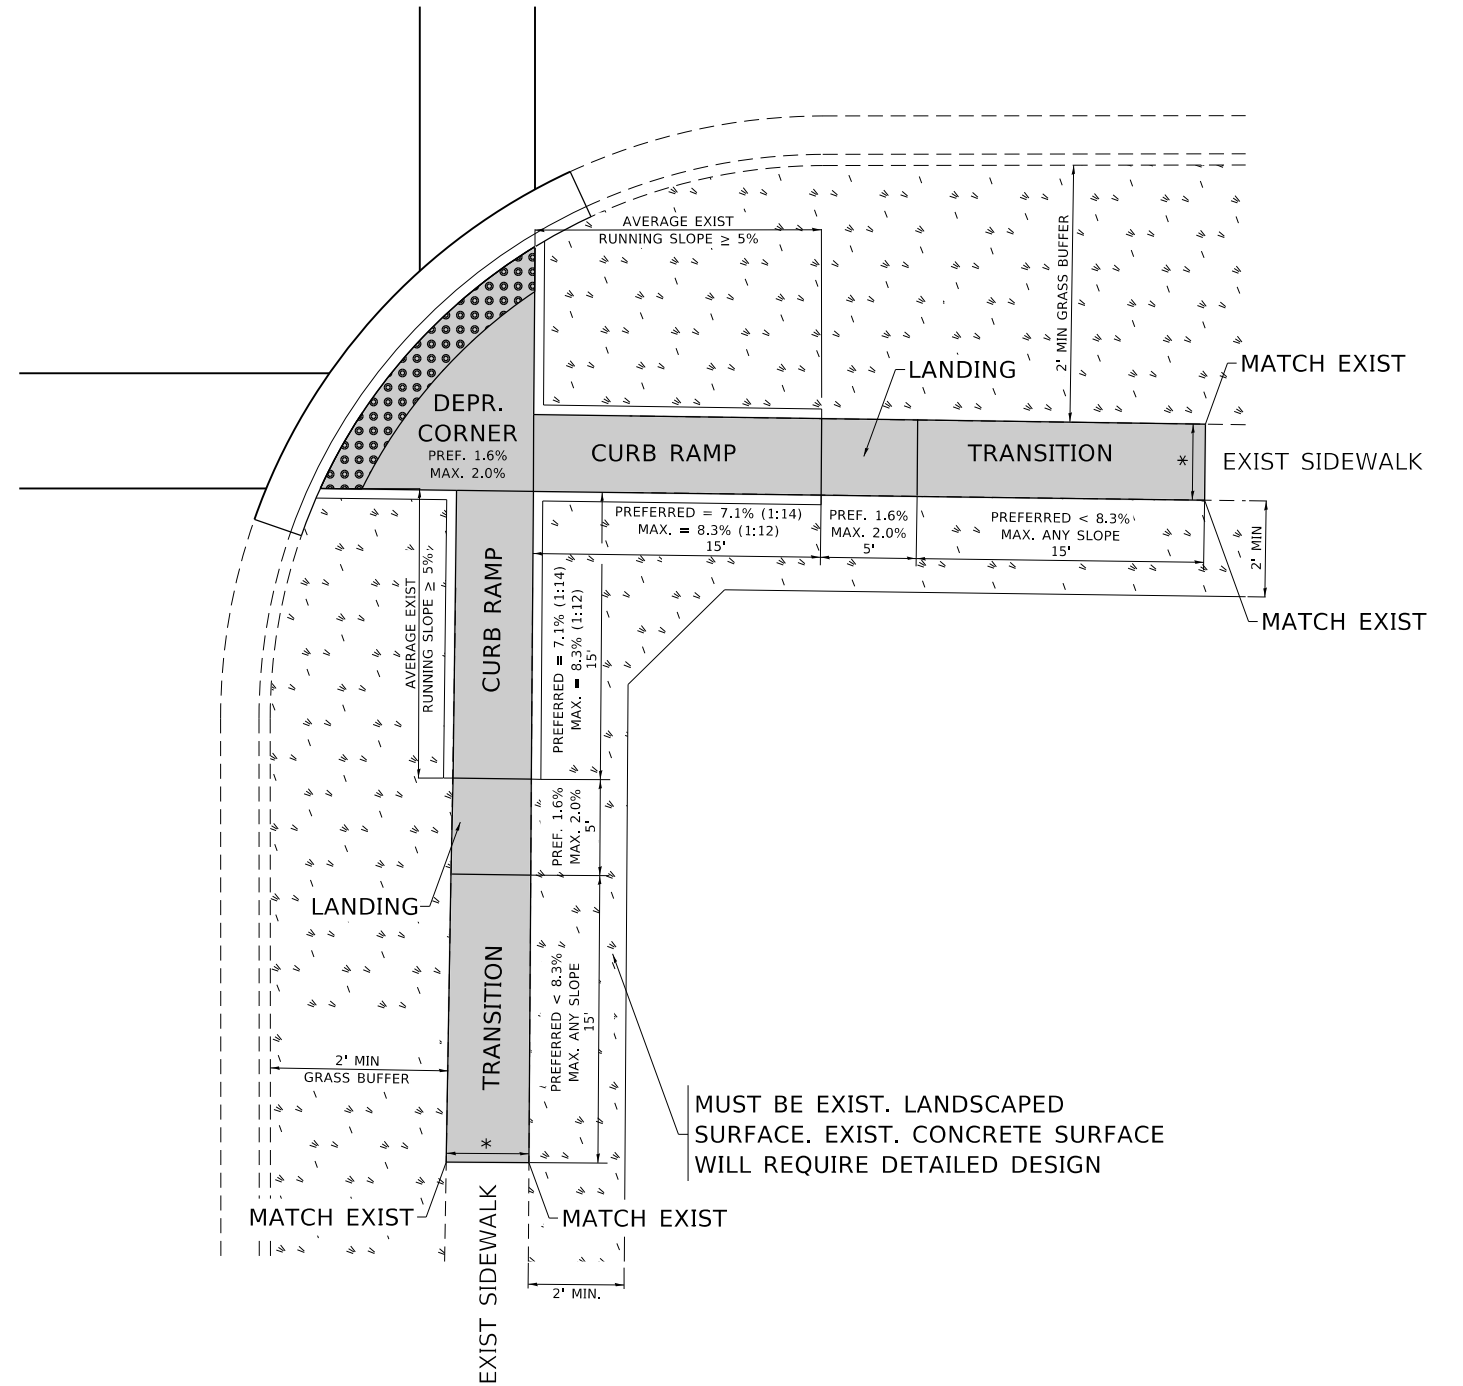 AVERAGE EXIST
RUNNING SLOPE ≥ 5%
2' MIN GRASS BUFFER
LANDING
MATCH EXIST
DEPR.
CORNER
PREF. 1.6%
MAX. 2.0%
CURB RAMP
TRANSITION
*
EXIST SIDEWALK
PREFERRED = 7.1% (1:14)
MAX. = 8.3% (1:12)
15'
PREF. 1.6%
MAX. 2.0%
5'
PREFERRED < 8.3%
MAX. ANY SLOPE
15'
2' MIN
MATCH EXIST
AVERAGE EXIST
RUNNING SLOPE ≥ 5%
CURB RAMP
PREFERRED = 7.1% (1:14)
MAX. = 8.3% (1:12)
15'
PREF. 1.6%
MAX. 2.0%
5'
LANDING
TRANSITION
PREFERRED < 8.3%
MAX. ANY SLOPE
15'
2' MIN
GRASS BUFFER
MUST BE EXIST. LANDSCAPED
SURFACE. EXIST. CONCRETE SURFACE
WILL REQUIRE DETAILED DESIGN
*
MATCH EXIST
MATCH EXIST
EXIST SIDEWALK
2' MIN.